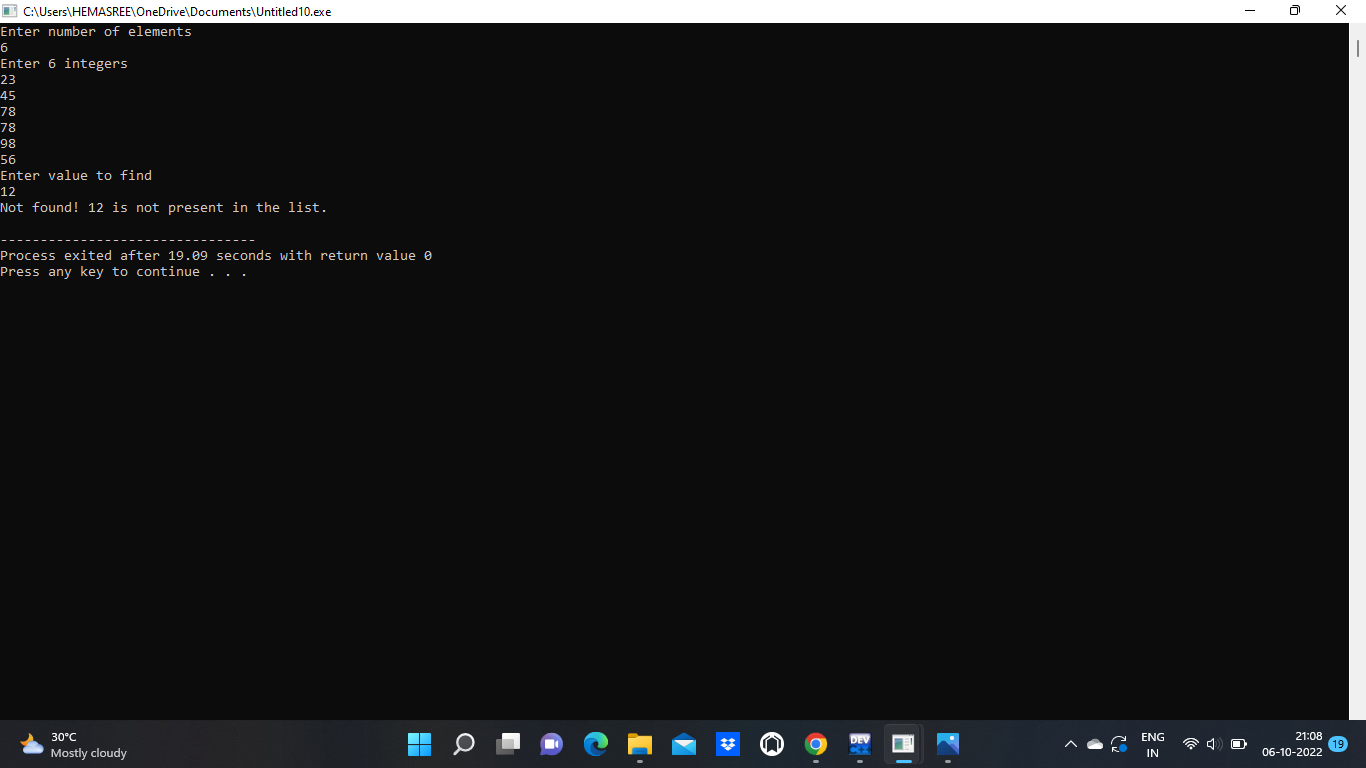 C:\Users\HEMASREE\OneDrive\Documents\Untitled10.exe
Enter number of elements
6
Enter 6 integers
23
45
78
78
98
56
Enter value to find
12
Not found! 12 is not present in the list.
--------------------------------
Process exited after 19.09 seconds with return value 0
Press any key to continue . . .
30°C
Mostly cloudy
DEV
ENG
IN
21:08
06-10-2022
19